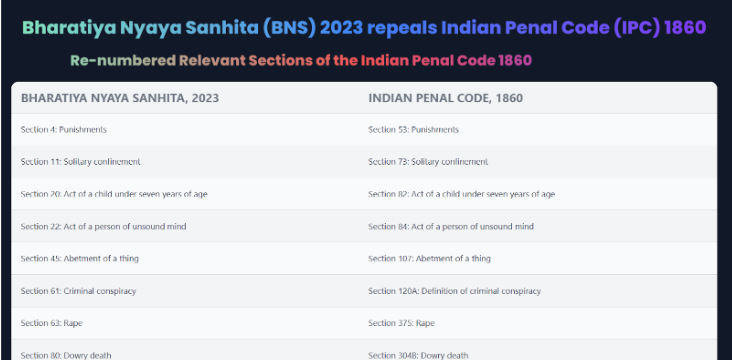 Bharatiya Nyaya Sanhita (BNS) 2023 repeals Indian Penal Code (IPC) 1860
Re-numbered Relevant Sections of the Indian Penal Code 1860
BHARATIYA NYAYA SANHITA, 2023 INDIAN PENAL CODE, 1860
Section 4: Punishments Section 53: Punishments
Section 11: Solitary confinement Section 73: Solitary confinement
Section 20: Act of a child under seven years of age Section 82: Act of a child under seven years of age
Section 22: Act of a person of unsound mind Section 84: Act of a person of unsound mind
Section 45: Abetment of a thing Section 107: Abetment of a thing
Section 61: Criminal conspiracy Section 120A: Definition of criminal conspiracy
Section 63: Rape Section 375: Rape
Section 80: Dowry death Section 304B: Dowry death